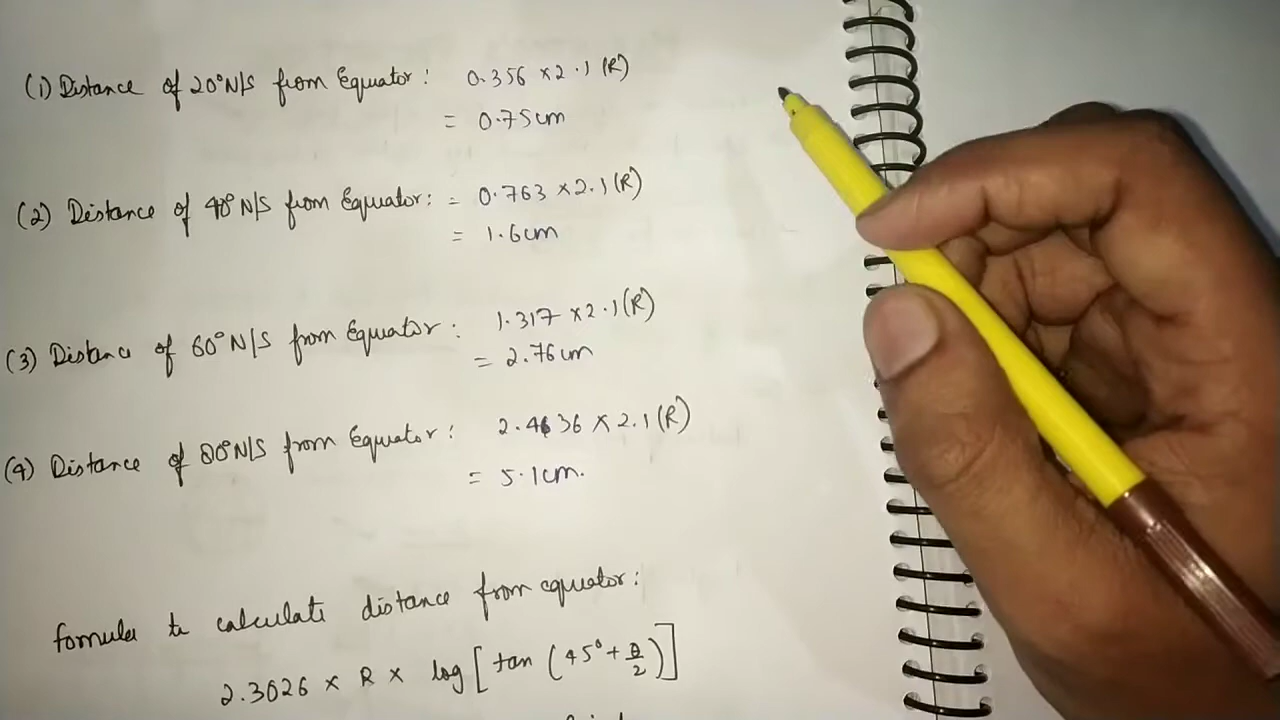 (1) Distance of 20° N/S from Equator : 0.356 × 2.1 (R)
= 0.75cm
(2) Distance of 40° N/S from Equator : = 0.763 × 2.1 (R)
= 1.6cm
(3) Distance of 60° N/S from Equator : 1.317 × 2.1 (R)
= 2.76cm
(4) Distance of 80° N/S from Equator : 2.4636 × 2.1 (R)
= 5.1cm.
formula to calculate distance from equator :
2.3026 × R × log [ tan ( 45° + θ/2 ) ]